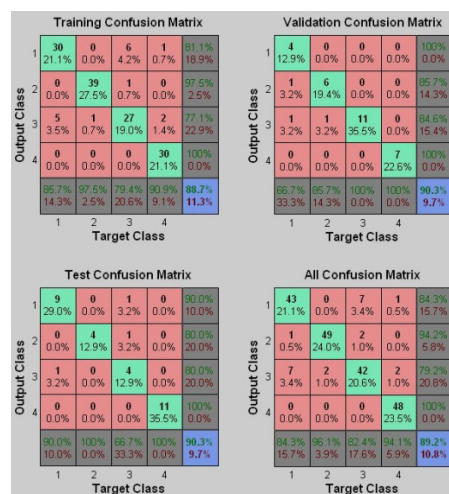 Training Confusion Matrix
1 30 0 6 1 81.1%
21.1% 0.0% 4.2% 0.7% 18.9%
2 0 39 1 0 97.5%
0.0% 27.5% 0.7% 0.0% 2.5%
3 5 1 27 2 77.1%
3.5% 0.7% 19.0% 1.4% 22.9%
4 0 0 0 30 100%
0.0% 0.0% 0.0% 21.1% 0.0%
85.7% 97.5% 79.4% 90.9% 88.7%
14.3% 2.5% 20.6% 9.1% 11.3%
1 2 3 4
Target Class
Output Class
Validation Confusion Matrix
1 4 0 0 0 100%
12.9% 0.0% 0.0% 0.0% 0.0%
2 1 6 0 0 85.7%
3.2% 19.4% 0.0% 0.0% 14.3%
3 1 1 11 0 84.6%
3.2% 3.2% 35.5% 0.0% 15.4%
4 0 0 0 7 100%
0.0% 0.0% 0.0% 22.6% 0.0%
66.7% 85.7% 100% 100% 90.3%
33.3% 14.3% 0.0% 0.0% 9.7%
1 2 3 4
Target Class
Output Class
Test Confusion Matrix
1 9 0 1 0 90.0%
29.0% 0.0% 3.2% 0.0% 10.0%
2 0 4 1 0 80.0%
0.0% 12.9% 3.2% 0.0% 20.0%
3 1 0 4 0 80.0%
3.2% 0.0% 12.9% 0.0% 20.0%
4 0 0 0 11 100%
0.0% 0.0% 0.0% 35.5% 0.0%
90.0% 100% 66.7% 100% 90.3%
10.0% 0.0% 33.3% 0.0% 9.7%
1 2 3 4
Target Class
Output Class
All Confusion Matrix
1 43 0 7 1 84.3%
21.1% 0.0% 3.4% 0.5% 15.7%
2 1 49 2 0 94.2%
0.5% 24.0% 1.0% 0.0% 5.8%
3 7 2 42 2 79.2%
3.4% 1.0% 20.6% 1.0% 20.8%
4 0 0 0 48 100%
0.0% 0.0% 0.0% 23.5% 0.0%
84.3% 96.1% 82.4% 94.1% 89.2%
15.7% 3.9% 17.6% 5.9% 10.8%
1 2 3 4
Target Class
Output Class